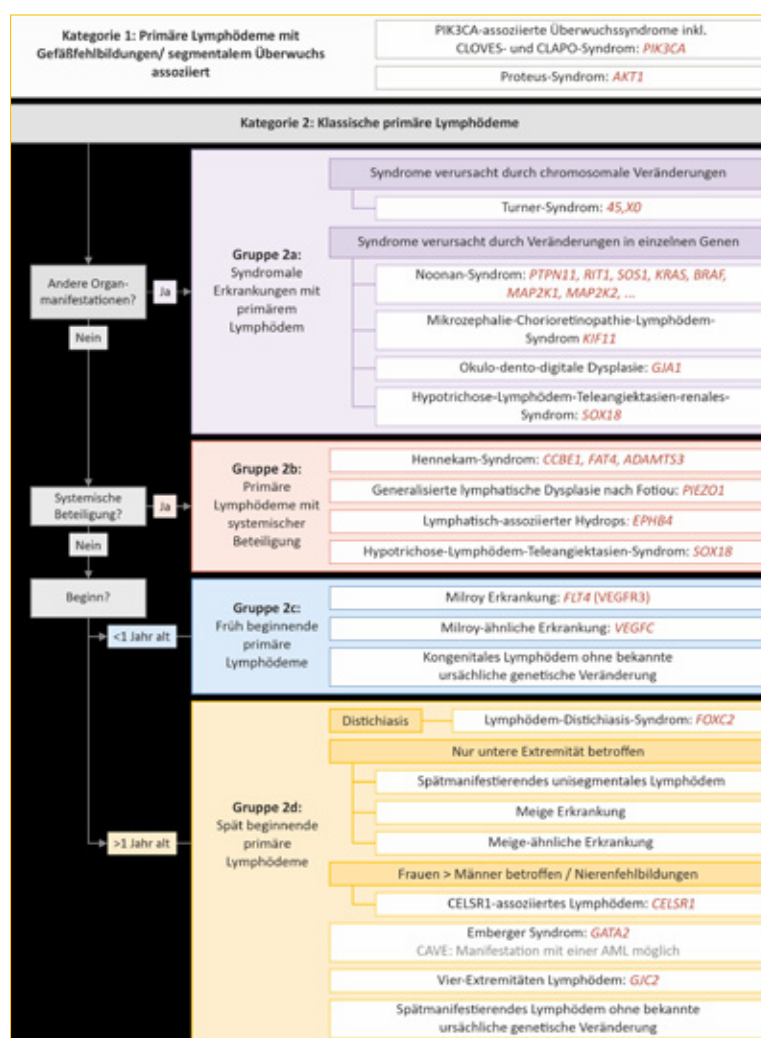 Kategorie 1: Primäre Lymphödeme mit
Gefäßfehlbildungen/ segmentalem Überwuchs
assoziiert
PIK3CA-assoziierte Überwuchssyndrome inkl.
CLOVES- und CLAPO-Syndrom: PIK3CA
Proteus-Syndrom: AKT1
Kategorie 2: Klassische primäre Lymphödeme
Andere Organ-
manifestationen?
Ja
Nein
Gruppe 2a:
Syndromale
Erkrankungen mit
primärem
Lymphödem
Syndrome verursacht durch chromosomale Veränderungen
Turner-Syndrom: 45,X0
Syndrome verursacht durch Veränderungen in einzelnen Genen
Noonan-Syndrom: PTPN11, RIT1, SOS1, KRAS, BRAF,
MAP2K1, MAP2K2, ...
Mikrozephalie-Chorioretinopathie-Lymphödem-
Syndrom KIF11
Okulo-dento-digitale Dysplasie: GJA1
Hypotrichose-Lymphödem-Teleangiektasien-renales-
Syndrom: SOX18
Systemische
Beteiligung?
Ja
Nein
Gruppe 2b:
Primäre
Lymphödeme mit
systemischer
Beteiligung
Hennekam-Syndrom: CCBE1, FAT4, ADAMTS3
Generalisierte lymphatische Dysplasie nach Fotiou: PIEZO1
Lymphatisch-assoziierter Hydrops: EPHB4
Hypotrichose-Lymphödem-Teleangiektasien-Syndrom: SOX18
Beginn?
<1 Jahr alt
Gruppe 2c:
Früh beginnende
primäre
Lymphödeme
Milroy Erkrankung: FLT4 (VEGFR3)
Milroy-ähnliche Erkrankung: VEGFC
Kongenitales Lymphödem ohne bekannte
ursächliche genetische Veränderung
>1 Jahr alt
Gruppe 2d:
Spät beginnende
primäre
Lymphödeme
Distichiasis
Lymphödem-Distichiasis-Syndrom: FOXC2
Nur untere Extremität betroffen
Spätmanifestierendes unisegmentales Lymphödem
Meige Erkrankung
Meige-ähnliche Erkrankung
Frauen > Männer betroffen / Nierenfehlbildungen
CELSR1-assoziiertes Lymphödem: CELSR1
Emberger Syndrom: GATA2
CAVE: Manifestation mit einer AML möglich
Vier-Extremitäten Lymphödem: GJC2
Spätmanifestierendes Lymphödem ohne bekannte
ursächliche genetische Veränderung